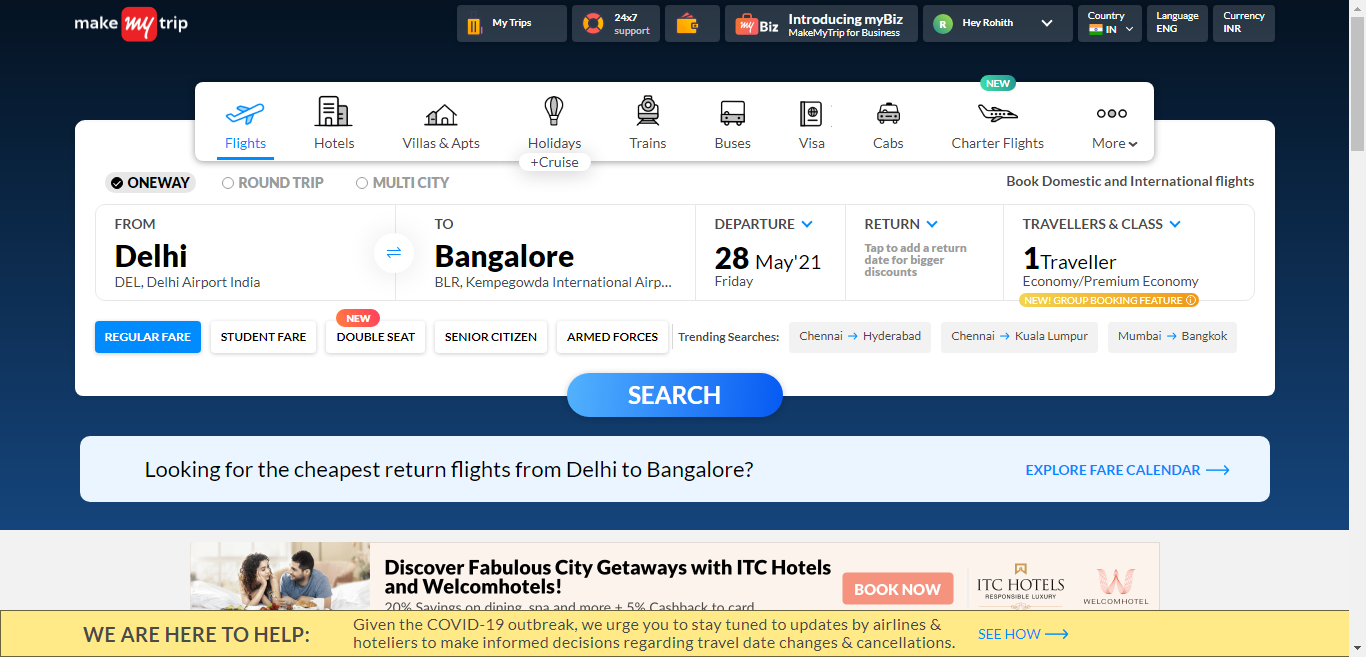 make my trip
My Trips
24x7
support
my Biz
Introducing myBiz
MakeMyTrip for Business
R
Hey Rohith
Country
IN
Language
ENG
Currency
INR
NEW
Flights
Hotels
Villas & Apts
Holidays
+Cruise
Trains
Buses
Visa
Cabs
Charter Flights
More
ONEWAY
ROUND TRIP
MULTI CITY
Book Domestic and International flights
FROM
Delhi
DEL, Delhi Airport India
TO
Bangalore
BLR, Kempegowda International Airp...
DEPARTURE
28 May'21
Friday
RETURN
Tap to add a return
date for bigger
discounts
TRAVELLERS & CLASS
1Traveller
Economy/Premium Economy
NEW! GROUP BOOKING FEATURE
REGULAR FARE
STUDENT FARE
NEW
DOUBLE SEAT
SENIOR CITIZEN
ARMED FORCES
Trending Searches:
Chennai → Hyderabad
Chennai → Kuala Lumpur
Mumbai → Bangkok
SEARCH
Looking for the cheapest return flights from Delhi to Bangalore?
EXPLORE FARE CALENDAR
Discover Fabulous City Getaways with ITC Hotels
and Welcomhotels!
20% Savings on dining, spa and more + 5% Cashback to card
BOOK NOW
ITC HOTELS
RESPONSIBLE LUXURY
WELCOMHOTEL
WE ARE HERE TO HELP:
Given the COVID-19 outbreak, we urge you to stay tuned to updates by airlines &
hoteliers to make informed decisions regarding travel date changes & cancellations.
SEE HOW